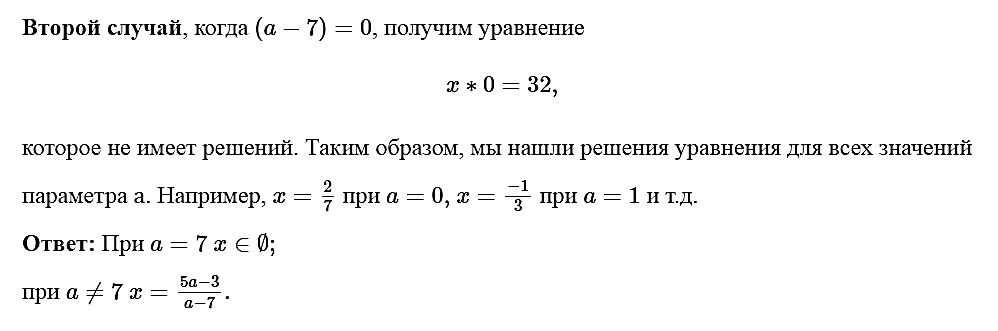 Второй случай, когда (a − 7) = 0, получим уравнение
x ∗ 0 = 32,
которое не имеет решений. Таким образом, мы нашли решения уравнения для всех значений
параметра a. Например, x = 2/7 при a = 0, x = −1/3 при a = 1 и т.д.
Ответ: При a = 7 x ∈ ∅;
при a ≠ 7 x = 5a−3/a−7.